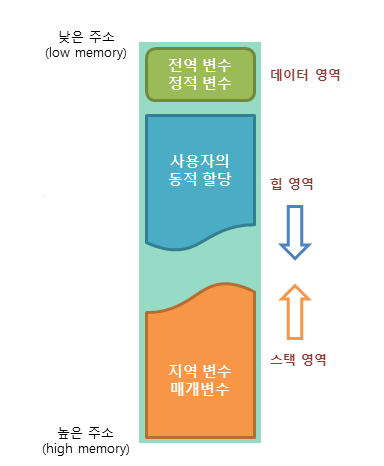 낮은 주소
(low memory)
전역 변수
정적 변수
데이터 영역
사용자의
동적 할당
힙 영역
스택 영역
지역 변수
매개변수
높은 주소
(high memory)